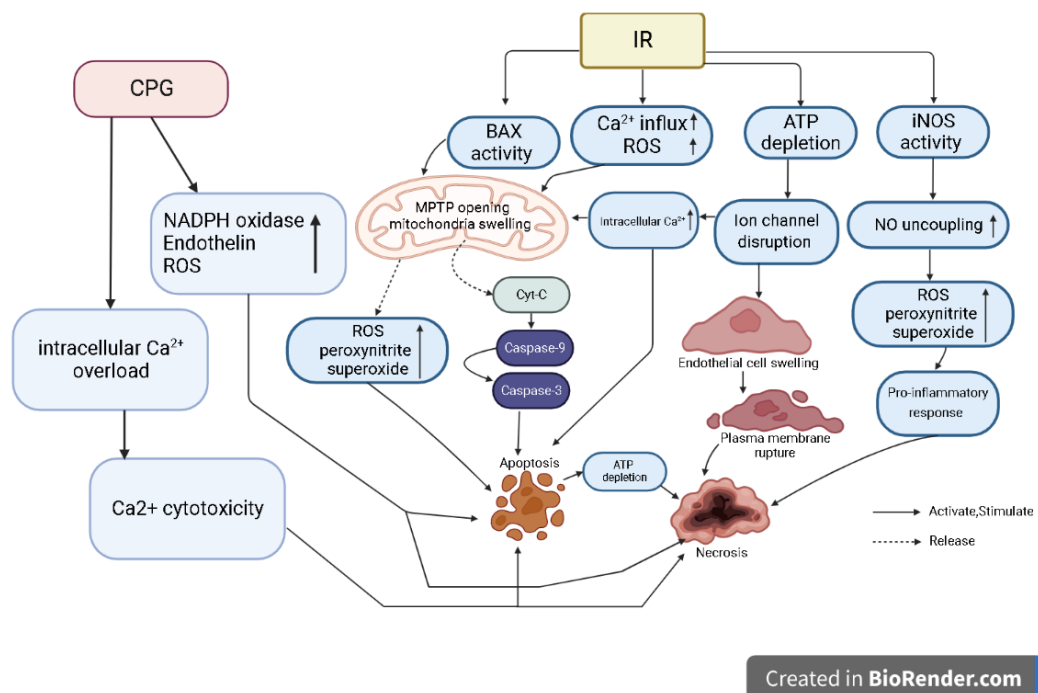 IR
CPG
BAX
activity
Ca²⁺ influx
ROS
ATP
depletion
iNOS
activity
NADPH oxidase
Endothelin
ROS
MPTP opening
mitochondria swelling
Intracellular Ca²⁺
Ion channel
disruption
NO uncoupling
Cyt-C
ROS
peroxynitrite
superoxide
ROS
peroxynitrite
superoxide
intracellular Ca²⁺
overload
Caspase-9
Caspase-3
Endothelial cell swelling
Pro-inflammatory
response
Plasma membrane
rupture
Apoptosis
ATP
depletion
Ca2+ cytotoxicity
Necrosis
Activate,Stimulate
Release
Created in BioRender.com